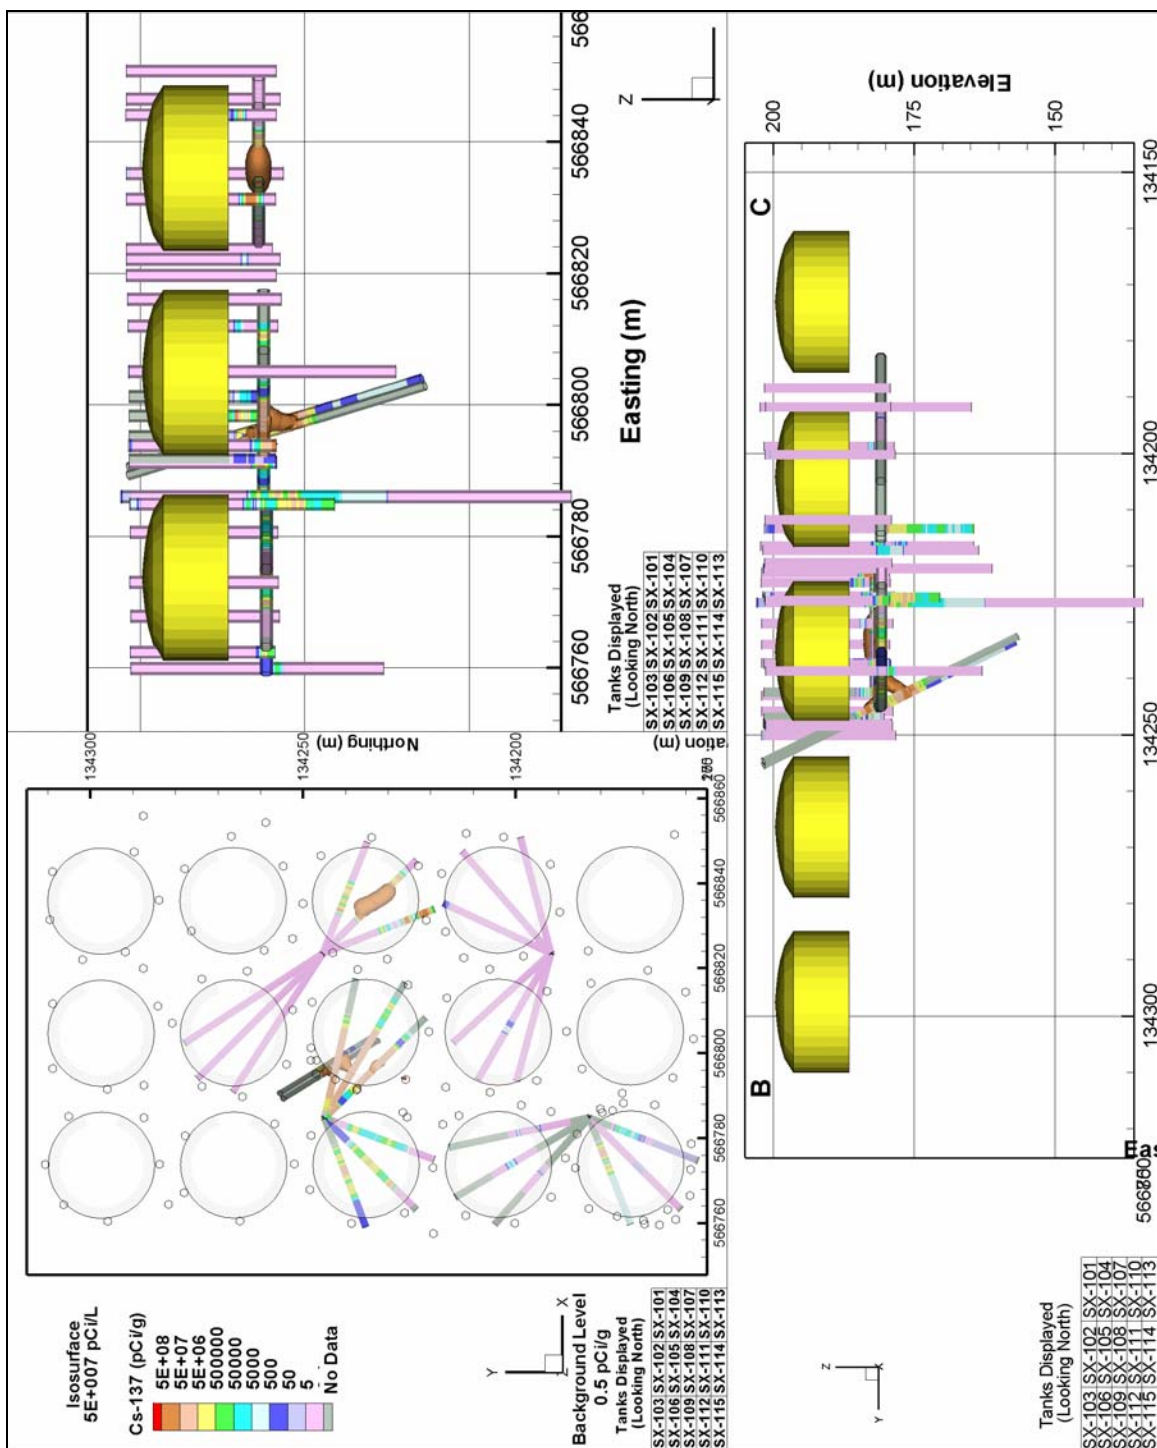 Isosurface
5E+007 pCi/L
Cs-137 (pCi/g)
5E+08
5E+07
5E+06
500000
50000
5000
500
50
5
No Data
Y
X
Z
Background Level
0.5 pCi/g
Tanks Displayed
(Looking North)
SX-103 SX-102 SX-101
SX-106 SX-105 SX-104
SX-109 SX-108 SX-107
SX-112 SX-111 SX-110
SX-115 SX-114 SX-113
566760
566780
566800
566820
566840
566860
134300
134250
134200
Northing (m)
566760
566780
566800
566820
566840
Easting (m)
Z
Tanks Displayed
(Looking North)
SX-103 SX-102 SX-101
SX-106 SX-105 SX-104
SX-109 SX-108 SX-107
SX-112 SX-111 SX-110
SX-115 SX-114 SX-113
B
C
Elevation (m)
200
175
150
134150
134200
134250
134300
Z
Y
Tanks Displayed
(Looking North)
SX-103 SX-102 SX-101
SX-106 SX-105 SX-104
SX-109 SX-108 SX-107
SX-112 SX-111 SX-110
SX-115 SX-114 SX-113